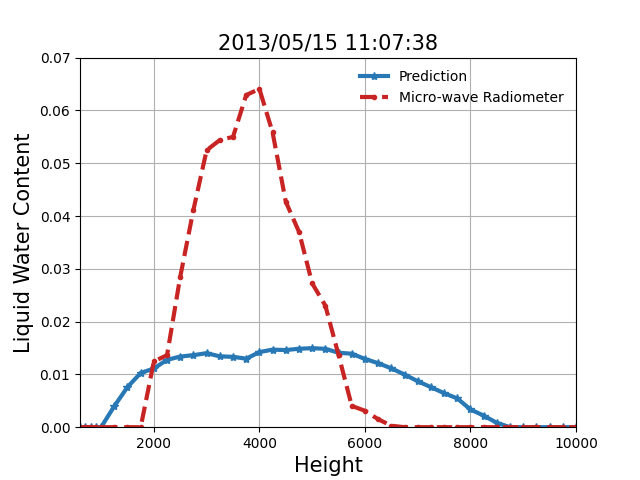 2013/05/15 11:07:38
Prediction
Micro-wave Radiometer
Liquid Water Content
0.07
0.06
0.05
0.04
0.03
0.02
0.01
0.00
2000 4000 6000 8000 10000
Height